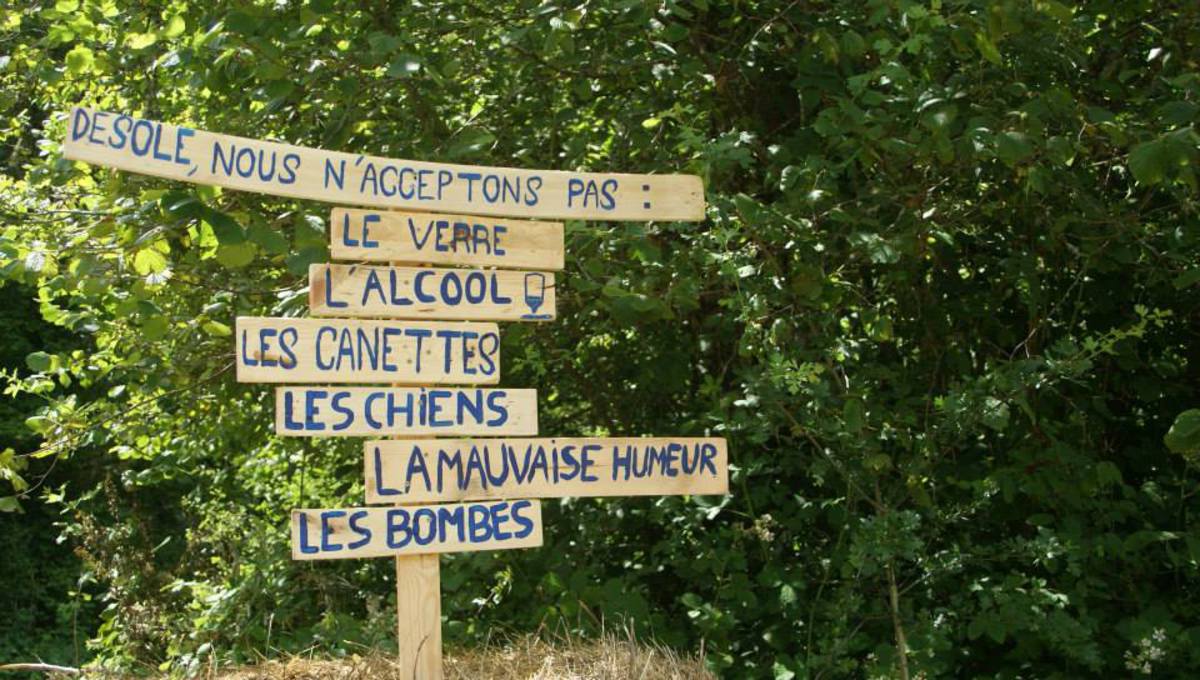 DESOLE, NOUS N'ACCEPTONS PAS :
LE VERRE
L'ALCOOL
LES CANETTES
LES CHiENS
LA MAUVAiSE HUMEUR
LES BOMBES